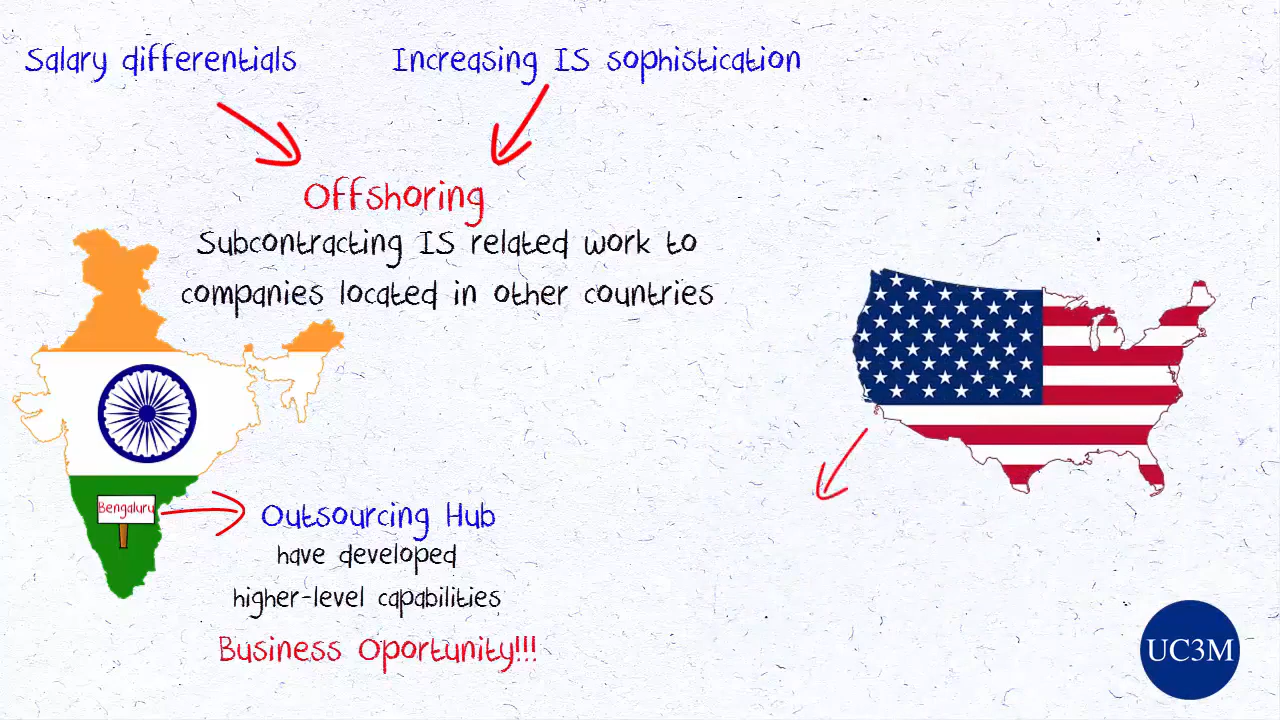 Salary differentials
Increasing IS sophistication
Offshoring
Subcontracting IS related work to
companies located in other countries
Bengaluru
Outsourcing Hub
have developed
higher-level capabilities
Business Oportunity!!!
UC3M